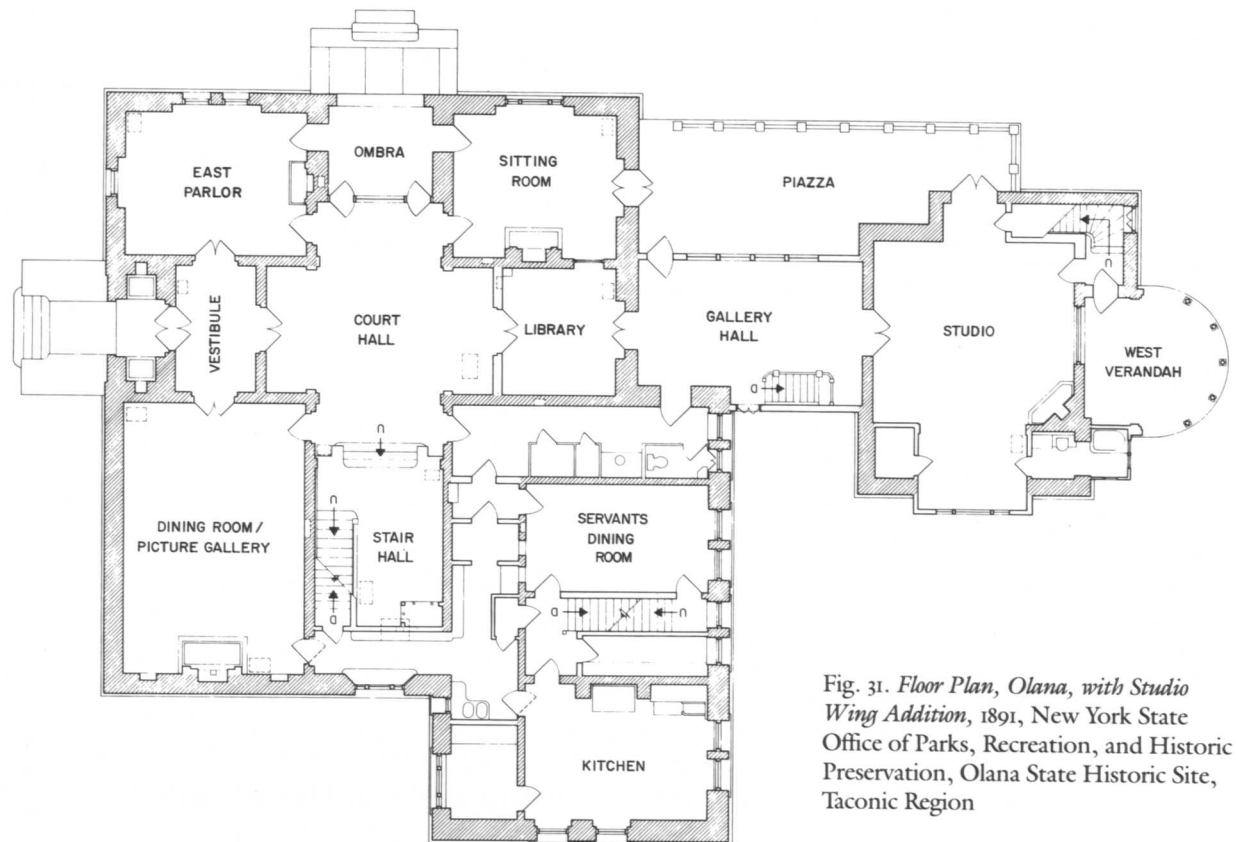 EAST
PARLOR
OMBRA
SITTING
ROOM
PIAZZA
VESTIBULE
COURT
HALL
LIBRARY
GALLERY
HALL
STUDIO
WEST
VERANDAH
U
D
U
DINING ROOM/
PICTURE GALLERY
U
D
STAIR
HALL
SERVANTS
DINING
ROOM
D
U
KITCHEN
Fig. 31. Floor Plan, Olana, with Studio
Wing Addition, 1891, New York State
Office of Parks, Recreation, and Historic
Preservation, Olana State Historic Site,
Taconic Region